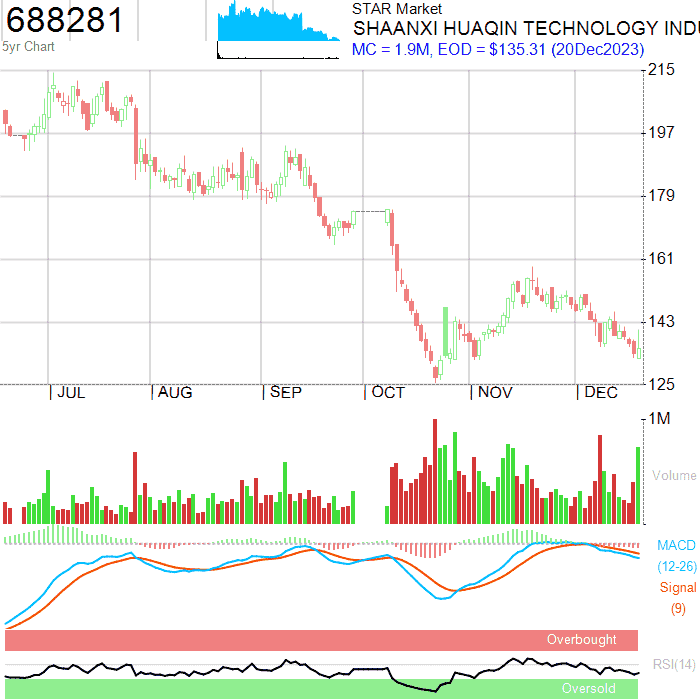 688281
5yr Chart
STAR Market
SHAANXI HUAQIN TECHNOLOGY INDU
MC = 1.9M, EOD = $135.31 (20Dec2023)
215
197
179
161
143
125
JUL AUG SEP OCT NOV DEC
1M
Volume
MACD
(12-26)
Signal
(9)
Overbought
RSI(14)
Oversold